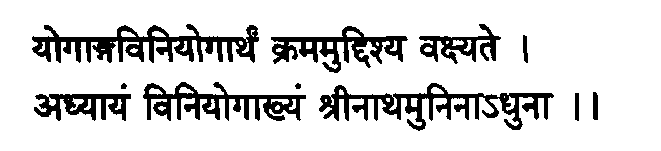 योगाङ्गविनियोगार्थं क्रममुद्दिश्य वक्ष्यते ।
अध्यायं विनियोगाख्यं श्रीनाथमुनिनाऽधुना ।।